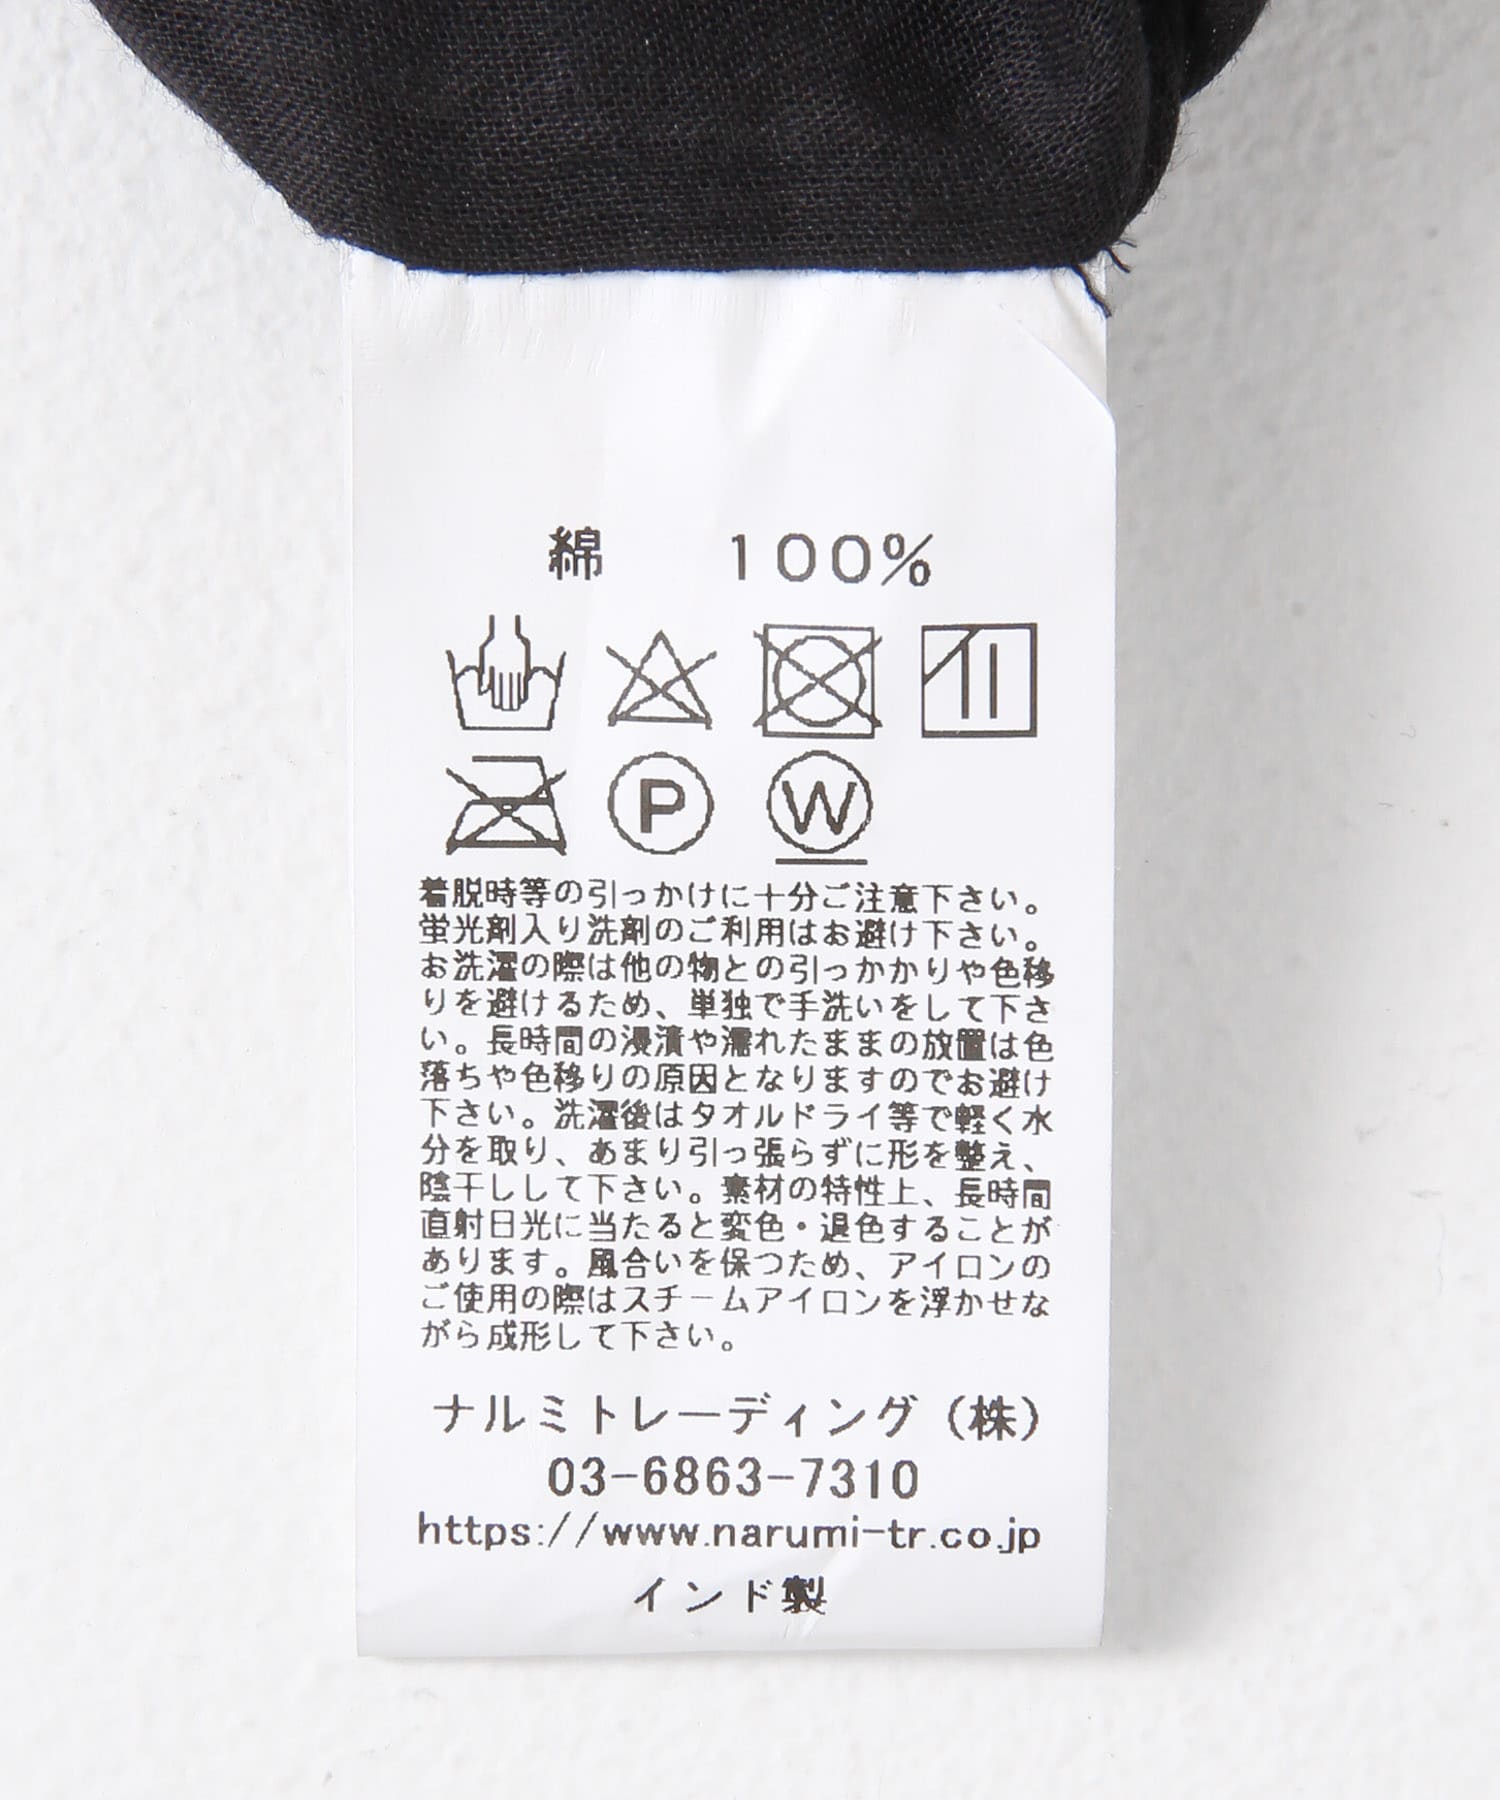 綿 100%
P W
着脱時等の引っかけに十分ご注意下さい。
蛍光剤入り洗剤のご利用はお避け下さい。
お洗濯の際は他の物との引っかかりや色移
りを避けるため、単独で手洗いをして下さ
い。長時間の浸漬や濡れたままの放置は色
落ちや色移りの原因となりますのでお避け
下さい。洗濯後はタオルドライ等で軽く水
分を取り、あまり引っ張らずに形を整え、
陰干しして下さい。素材の特性上、長時間
直射日光に当たると変色・退色することが
あります。風合いを保つため、アイロンの
ご使用の際はスチームアイロンを浮かせな
がら成形して下さい。
ナルミトレーディング（株）
03-6863-7310
https://www.narumi-tr.co.jp
インド製